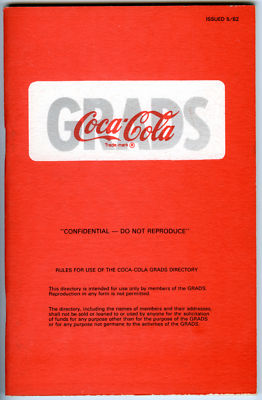 ISSUED 5/82
GRADS
Coca-Cola
Trade-mark ®
"CONFIDENTIAL — DO NOT REPRODUCE"
RULES FOR USE OF THE COCA-COLA GRADS DIRECTORY
This directory is intended for use only by members of the GRADS.
Reproduction in any form is not permitted.
The directory, including the names of members and their addresses,
shall not be sold or loaned to or used by anyone for the solicitation
of funds for any purpose other than for the purpose of the GRADS
or for any purpose not germane to the activities of the GRADS.